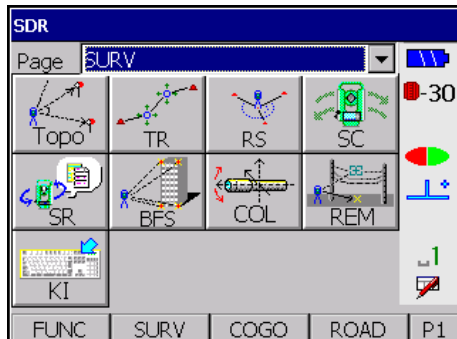 SDR
Page SURV
Topo TR RS SC
-30
SR BFS COL REM
KI
1
FUNC SURV COGO ROAD P1